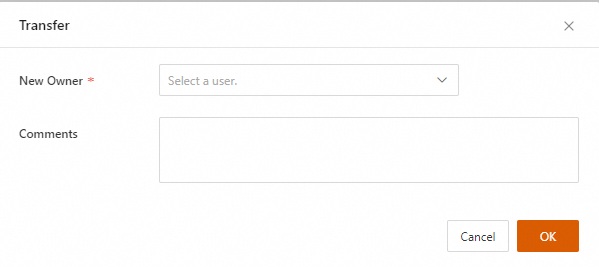 Transfer
New Owner *
Select a user.
Comments
Cancel
OK